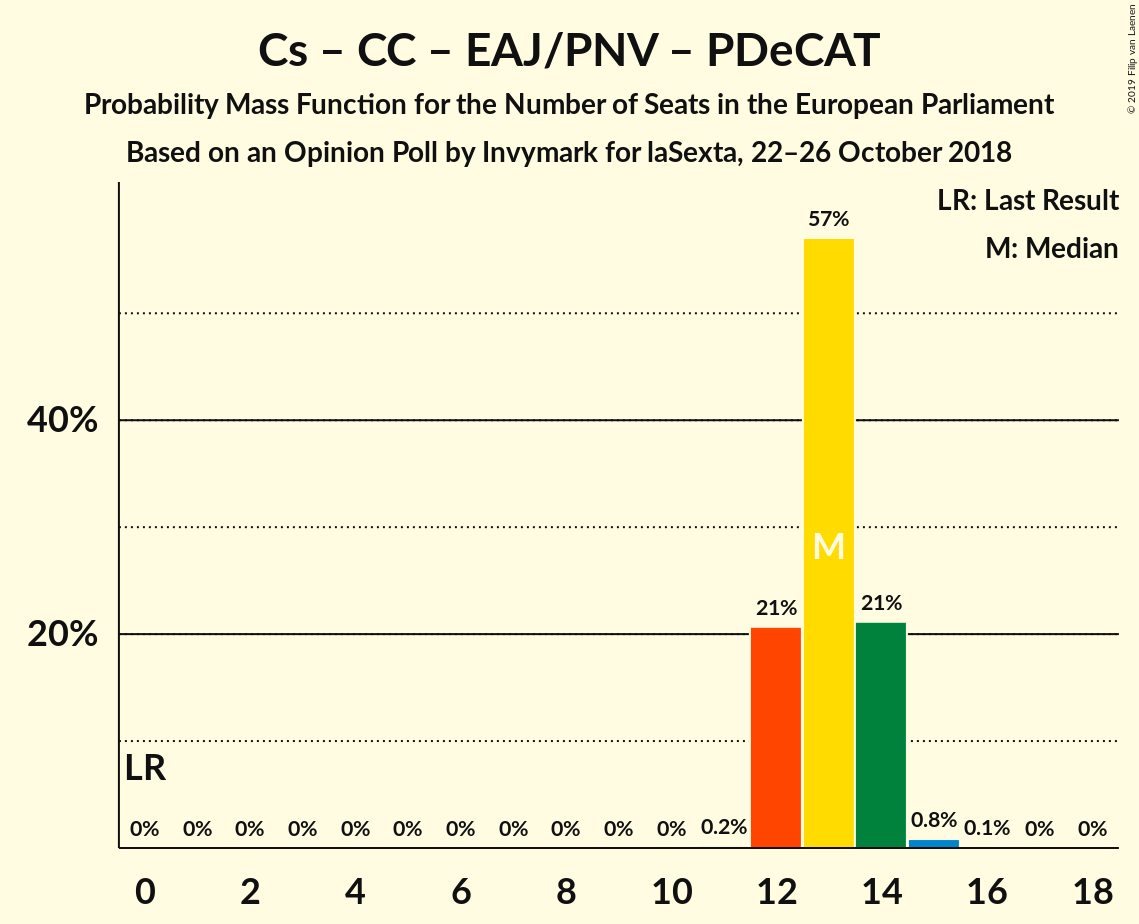 Cs – CC – EAJ/PNV – PDeCAT
Probability Mass Function for the Number of Seats in the European Parliament
Based on an Opinion Poll by Invymark for laSexta, 22–26 October 2018
© 2019 Filip van Laenen
LR: Last Result
M: Median
57%
40%
M
21%
21%
20%
LR
0%
0%
0%
0%
0%
0%
0%
0%
0%
0%
0%
0.2%
0.8%
0.1%
0%
0%
0 2 4 6 8 10 12 14 16 18